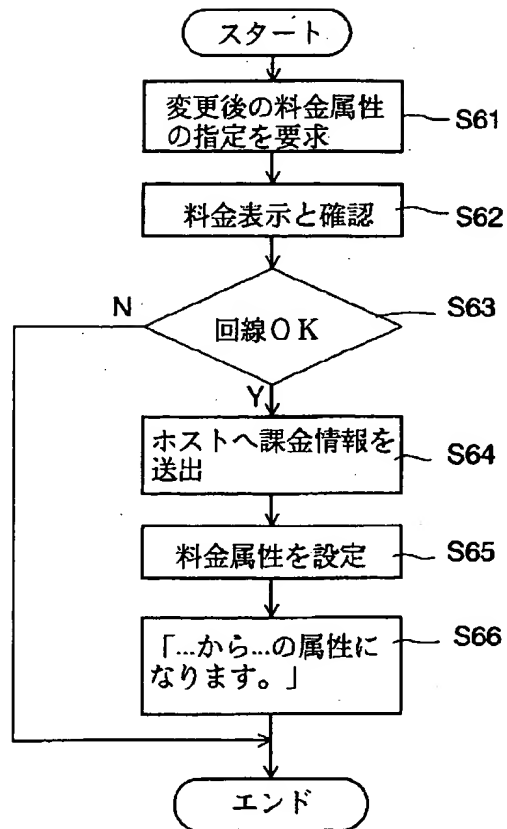 スタート
変更後の料金属性
の指定を要求
S61
料金表示と確認
S62
回線OK
S63
N
Y
ホストへ課金情報を
送出
S64
料金属性を設定
S65
「...から...の属性に
なります。」
S66
エンド